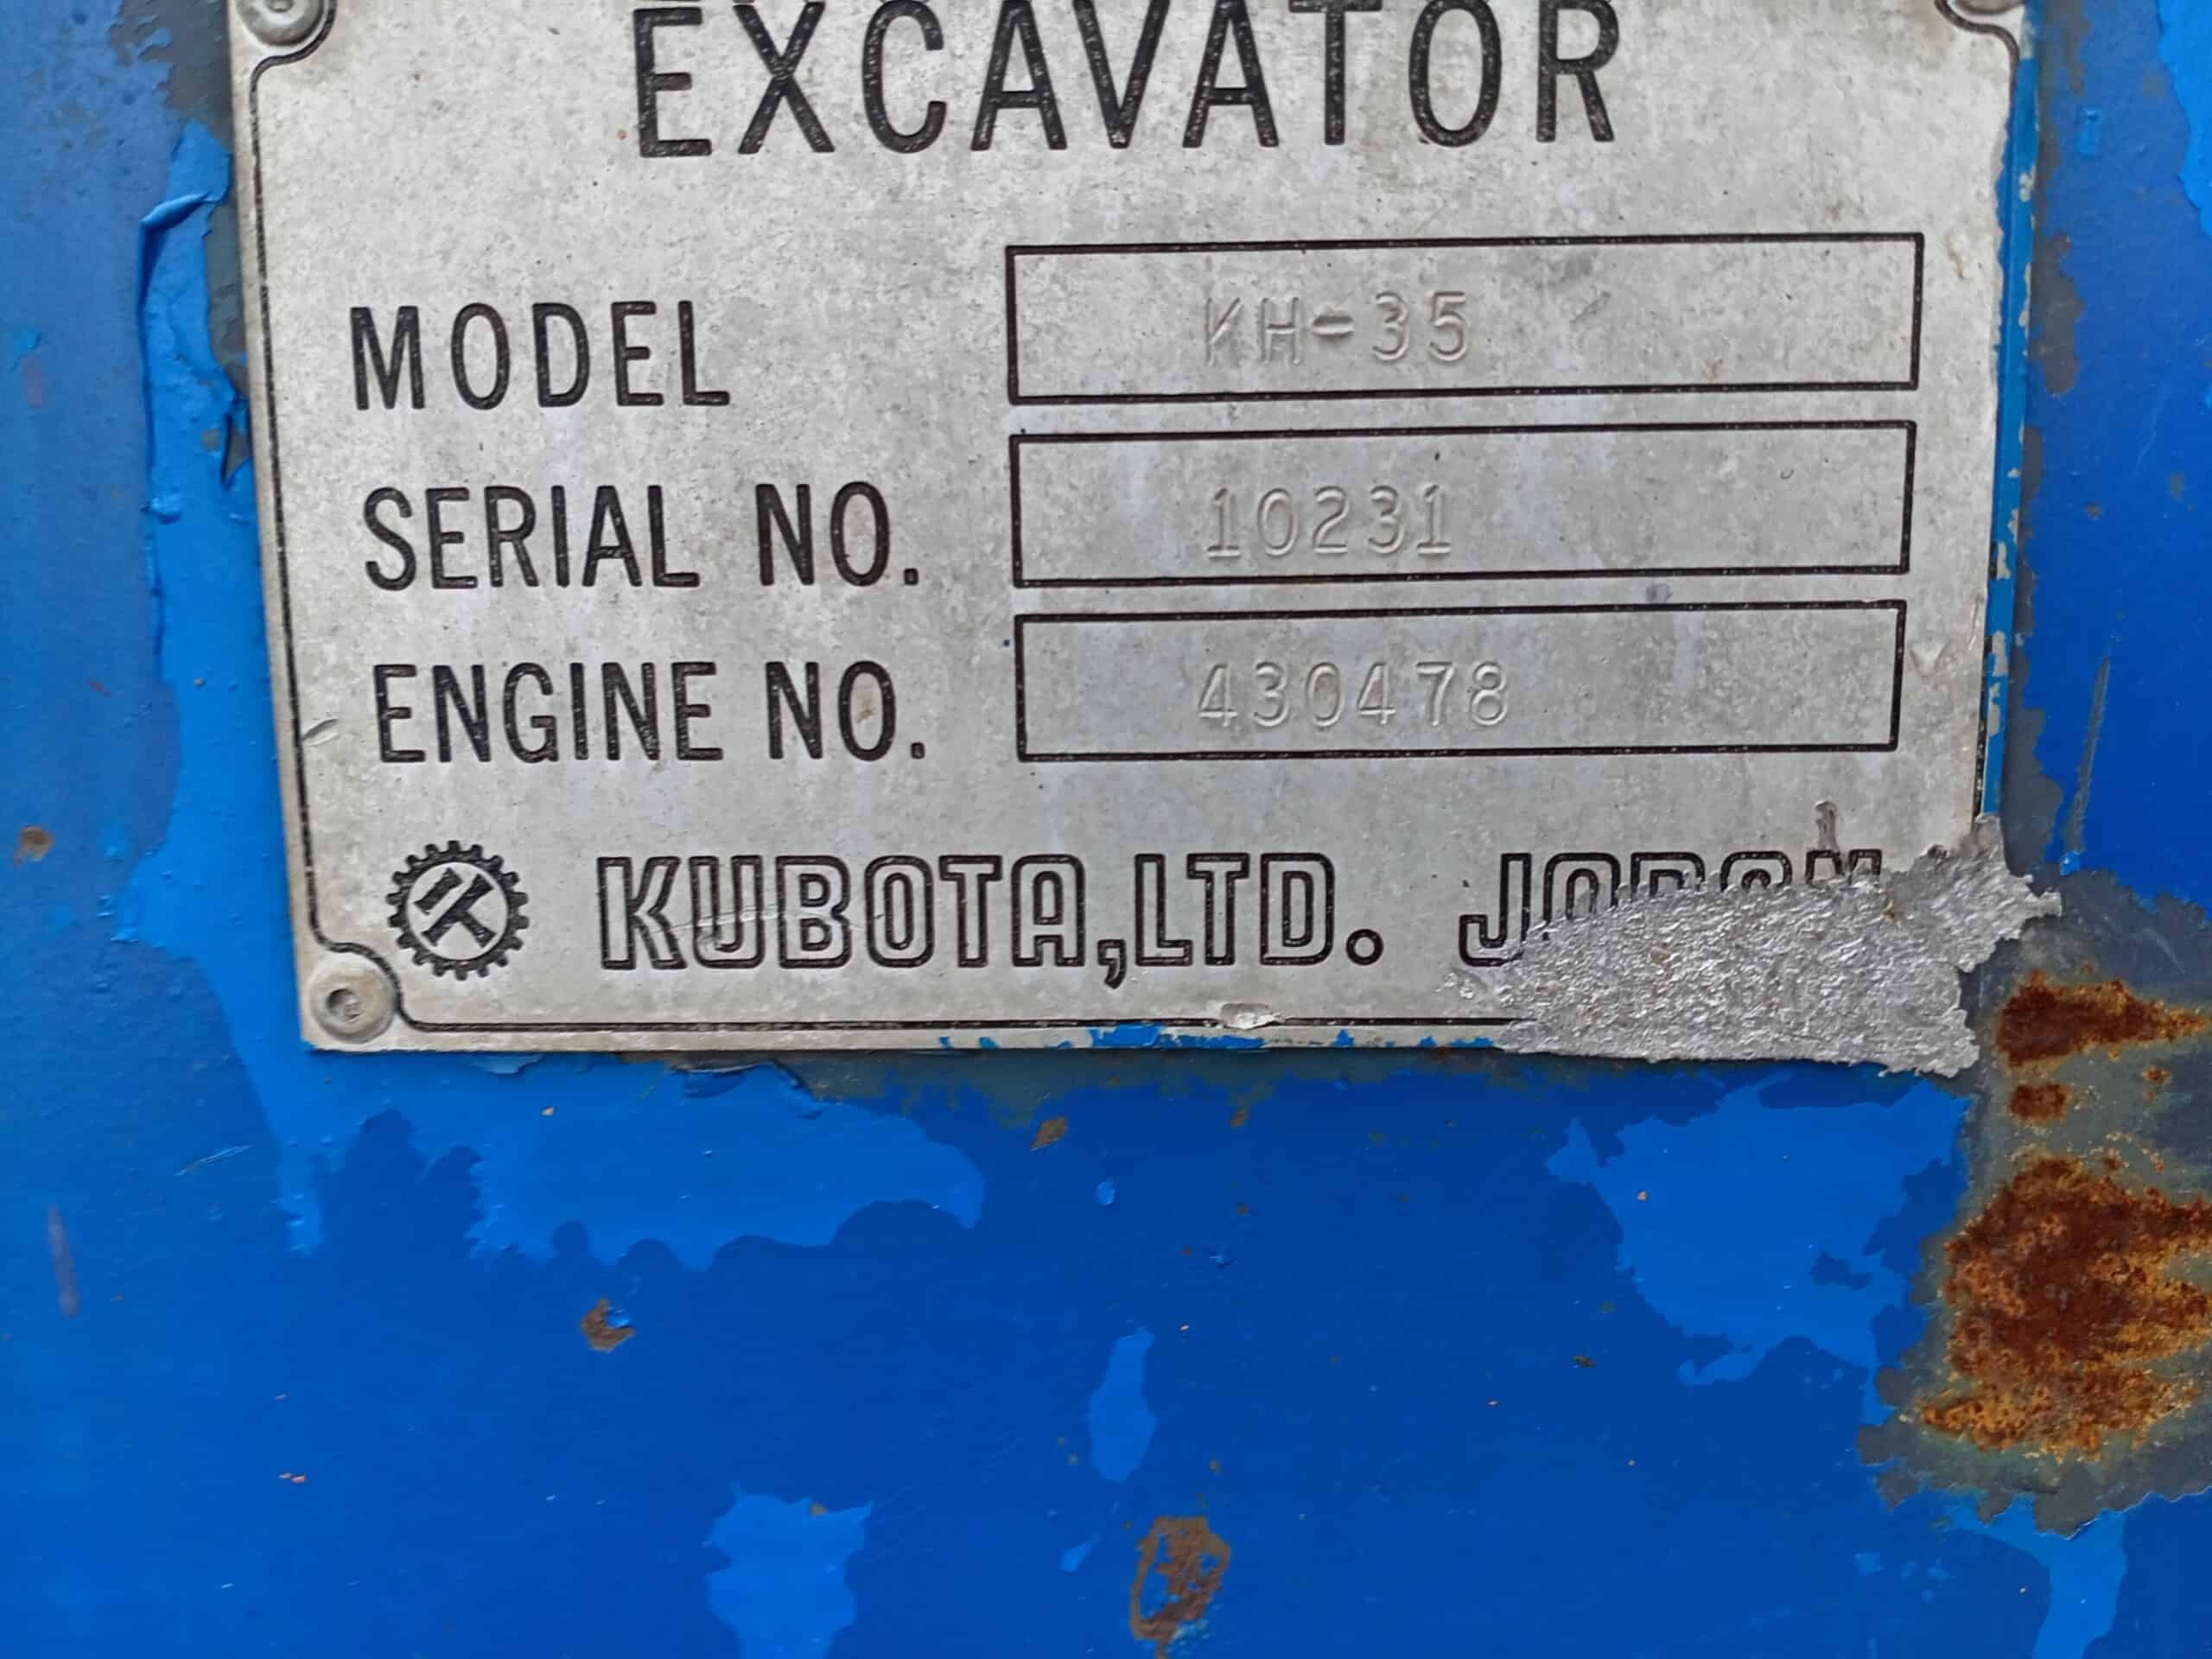 EXCAVATOR
MODEL KH-35
SERIAL NO. 10231
ENGINE NO. 430478
KUBOTA,LTD.